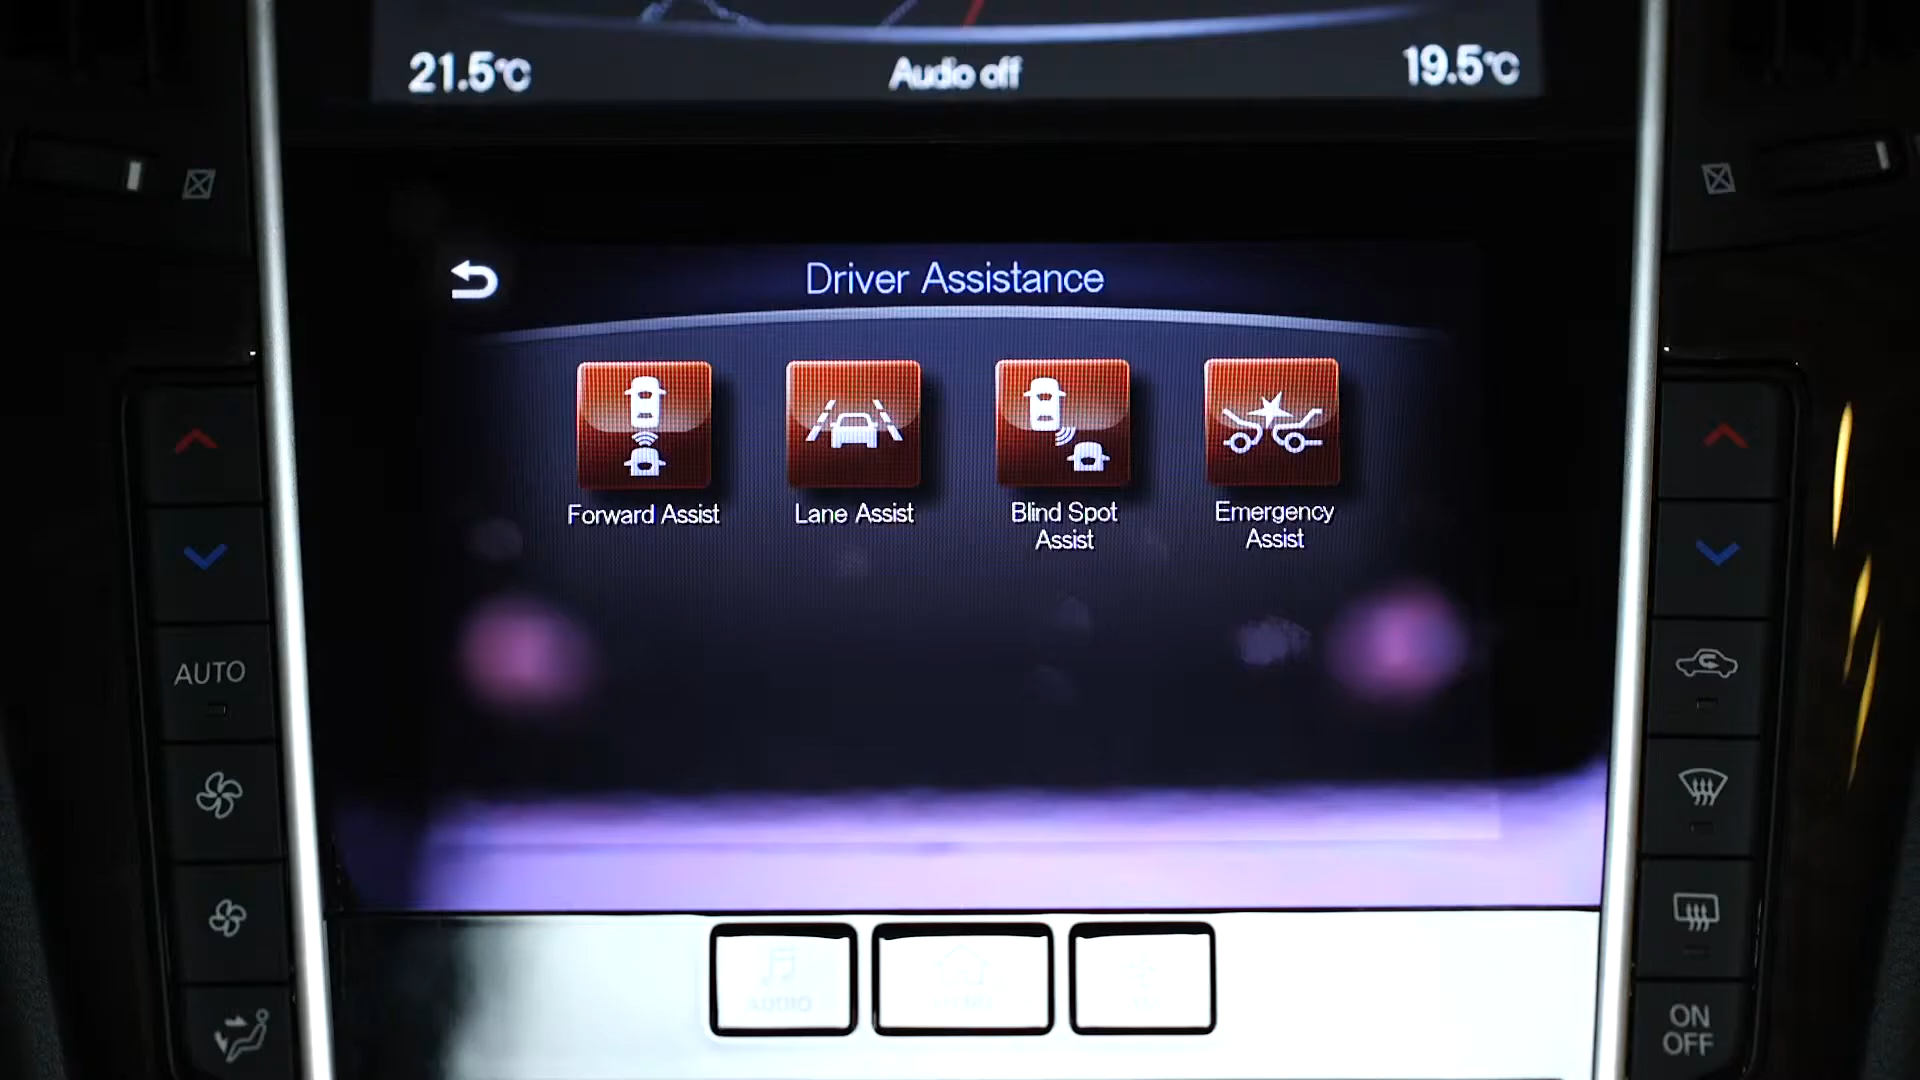 21.5°C
Audio off
19.5°C
Driver Assistance
Forward Assist
Lane Assist
Blind Spot
Assist
Emergency
Assist
AUTO
AUDIO
ON
OFF